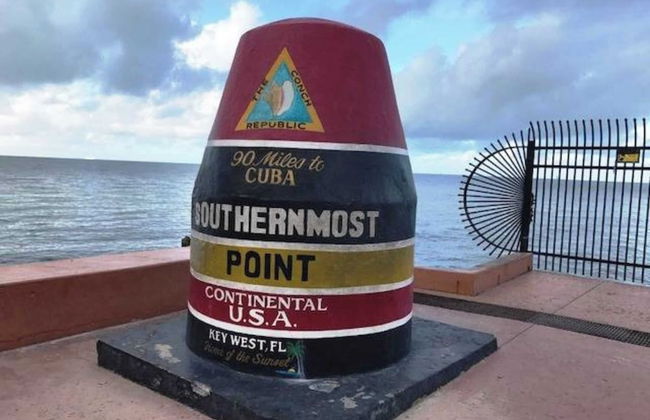 THE CONCH
REPUBLIC
90 Miles to
CUBA
SOUTHERNMOST
POINT
CONTINENTAL
U.S.A.
KEY WEST, FL
Home of the Sunset